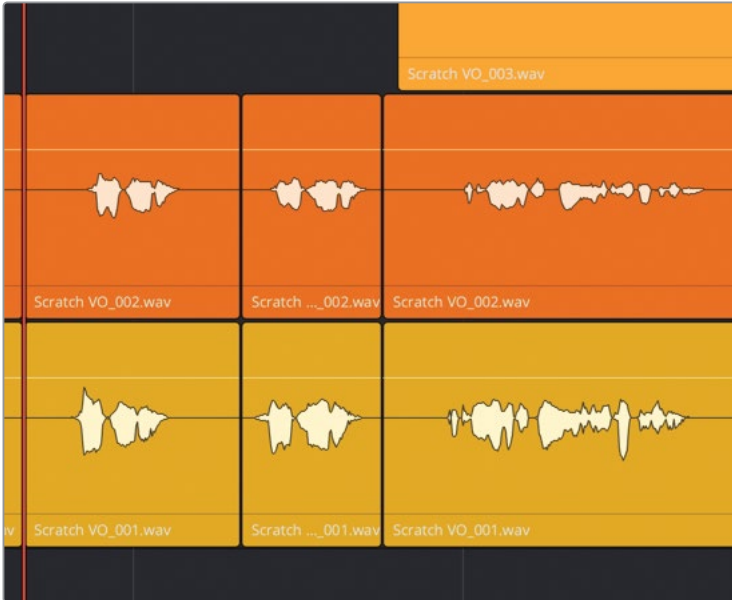 Scratch VO_003.wav
Scratch VO_002.wav
Scratch ..._002.wav
Scratch VO_002.wav
av
Scratch VO_001.wav
Scratch ..._001.wav
Scratch VO_001.wav